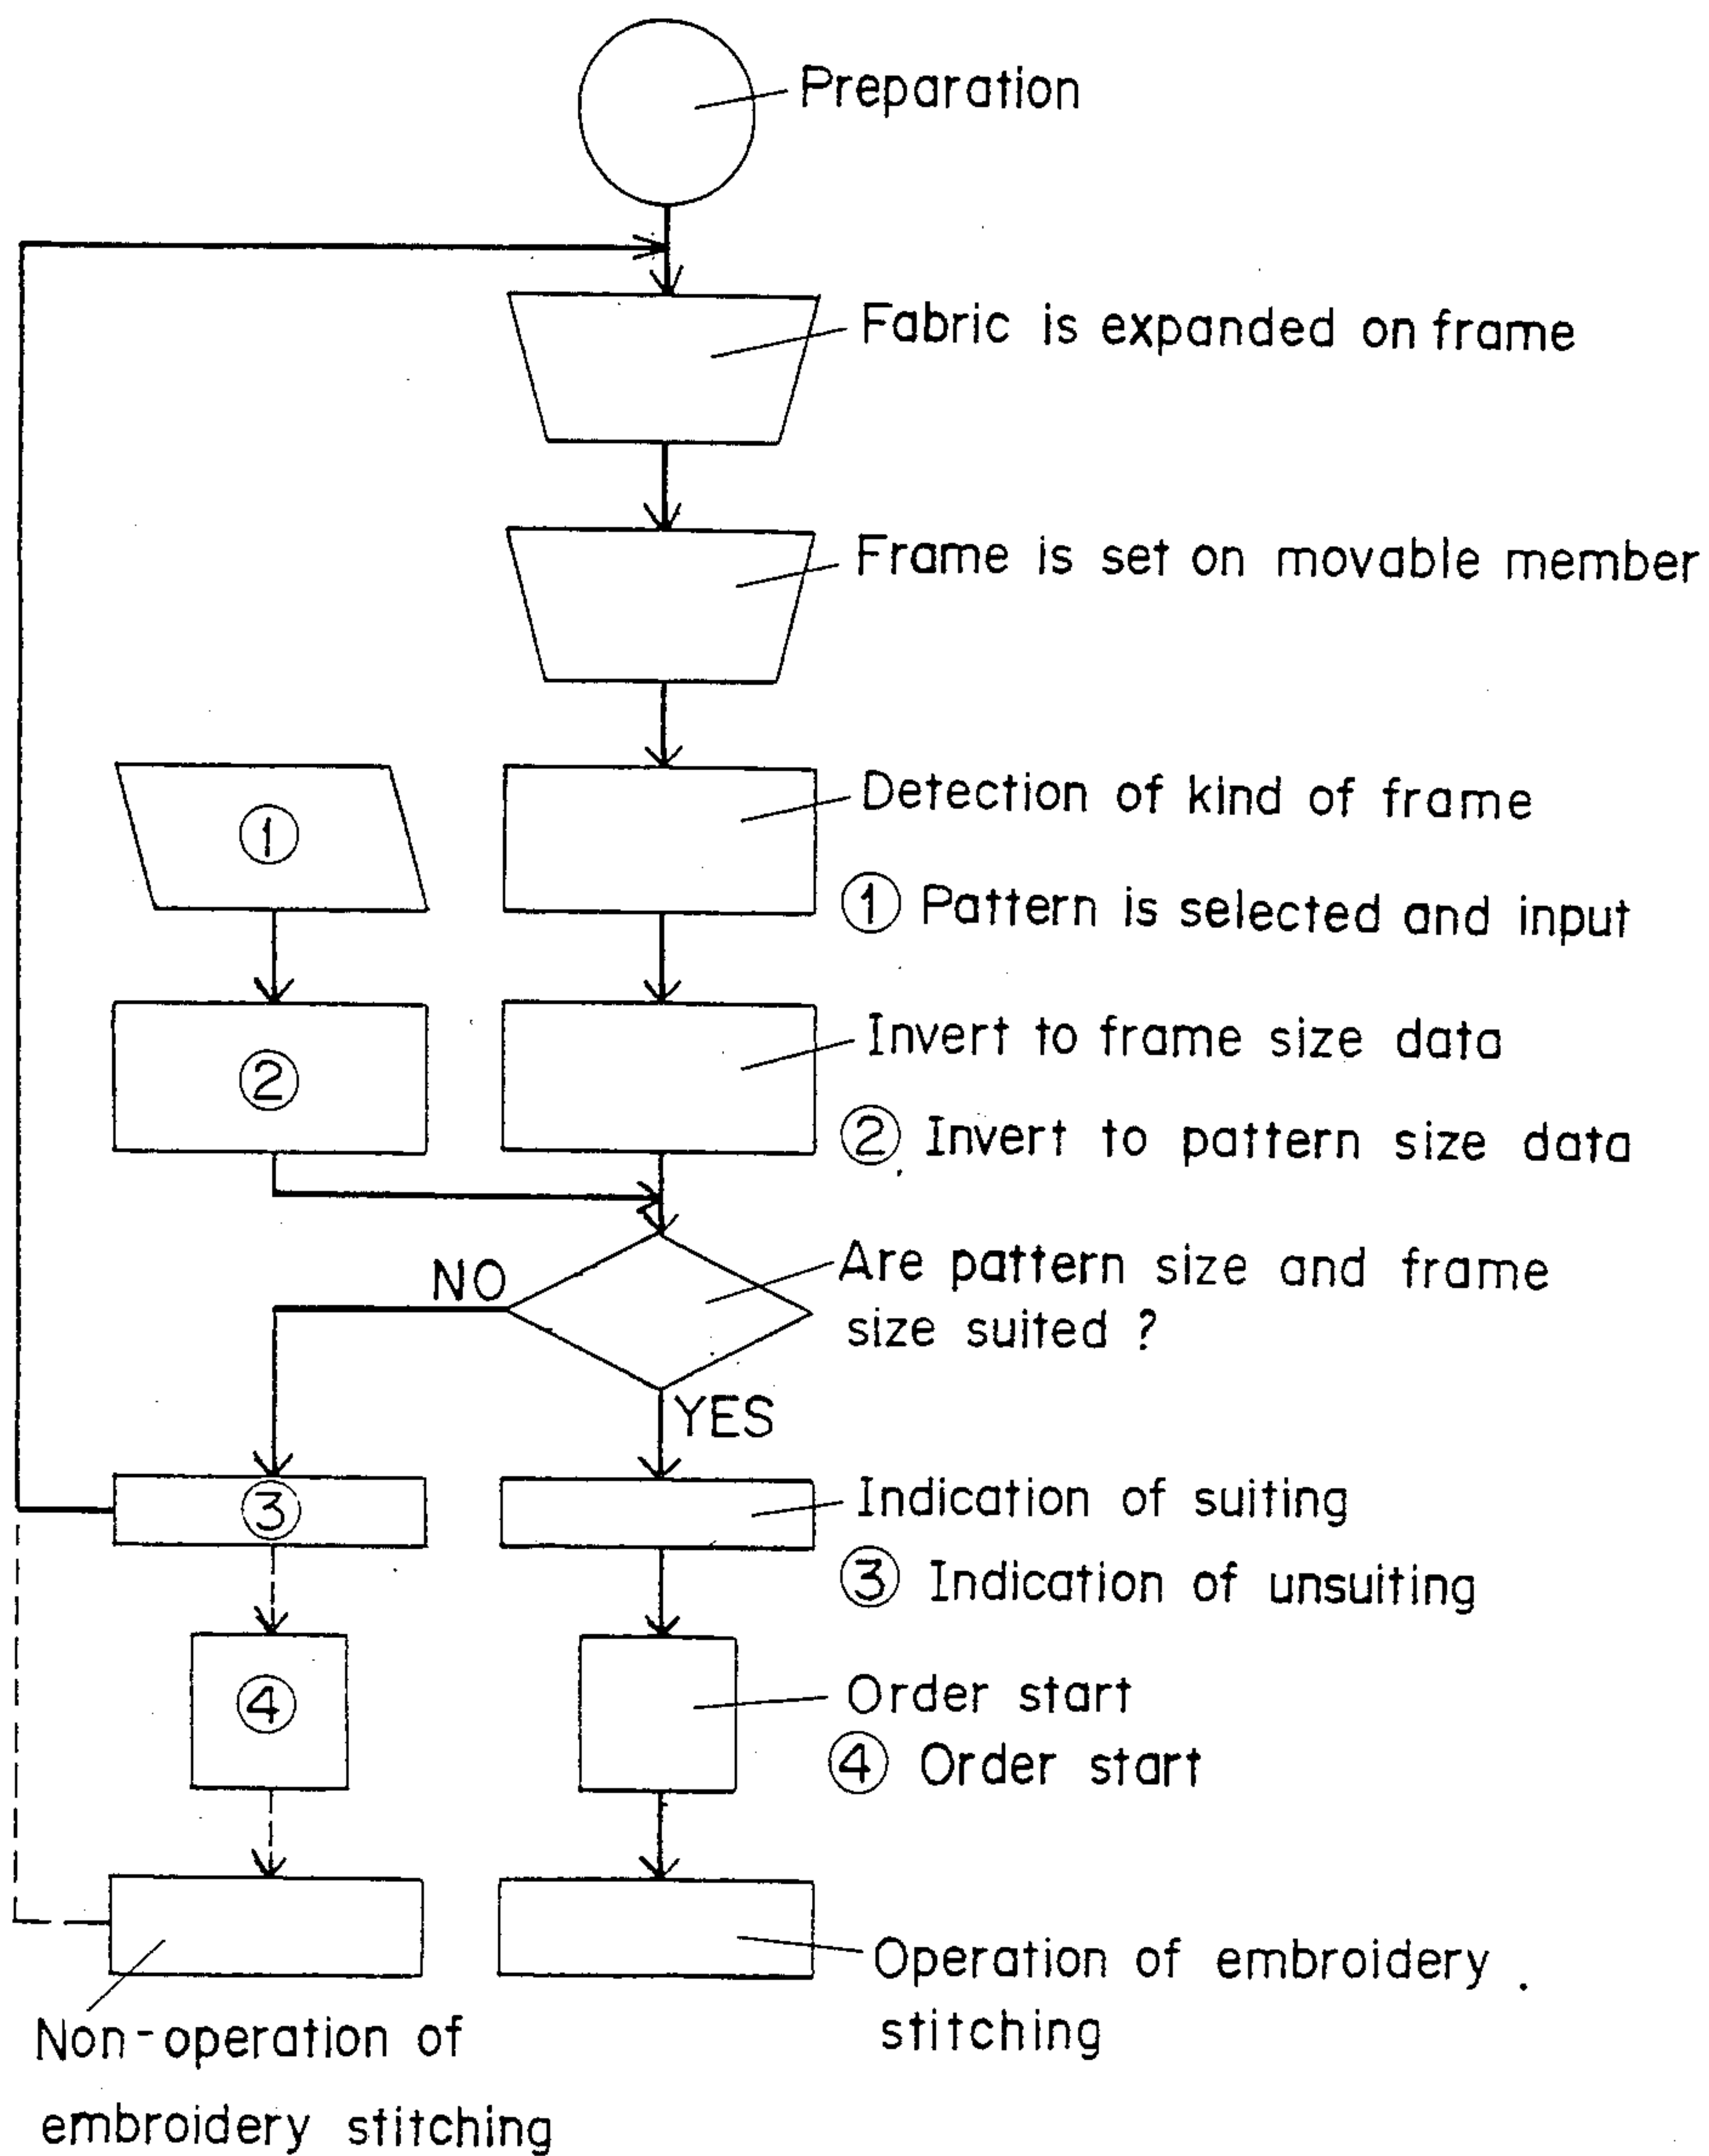 Preparation
Fabric is expanded on frame
Frame is set on movable member
Detection of kind of frame
①
① Pattern is selected and input
Invert to frame size data
②
② Invert to pattern size data
Are pattern size and frame
size suited ?
NO
YES
Indication of suiting
③
③ Indication of unsuiting
Order start
④
④ Order start
Operation of embroidery
stitching
Non-operation of
embroidery stitching